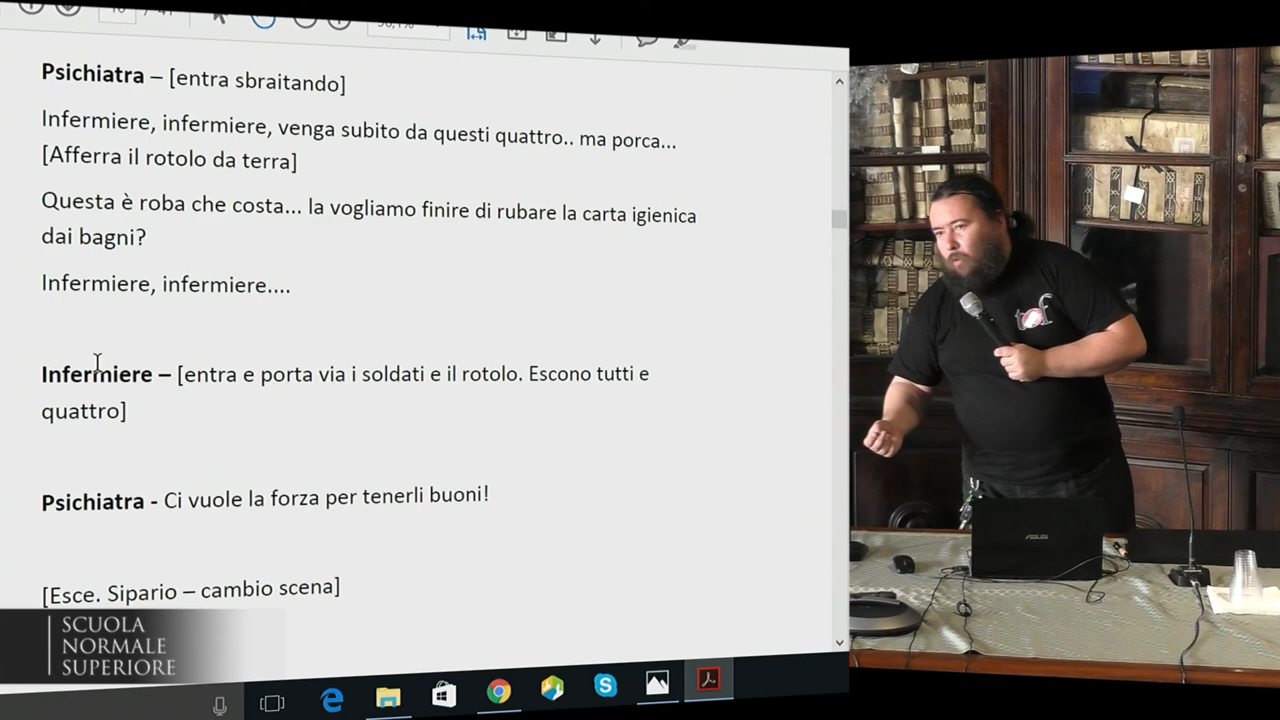 Psichiatra – [entra sbraitando]
Infermiere, infermiere, venga subito da questi quattro.. ma porca...
[Afferra il rotolo da terra]
Questa è roba che costa... la vogliamo finire di rubare la carta igienica
dai bagni?
Infermiere, infermiere....
Infermiere – [entra e porta via i soldati e il rotolo. Escono tutti e
quattro]
Psichiatra - Ci vuole la forza per tenerli buoni!
[Esce. Sipario – cambio scena]
SCUOLA
NORMALE
SUPERIORE
tof
ASUS